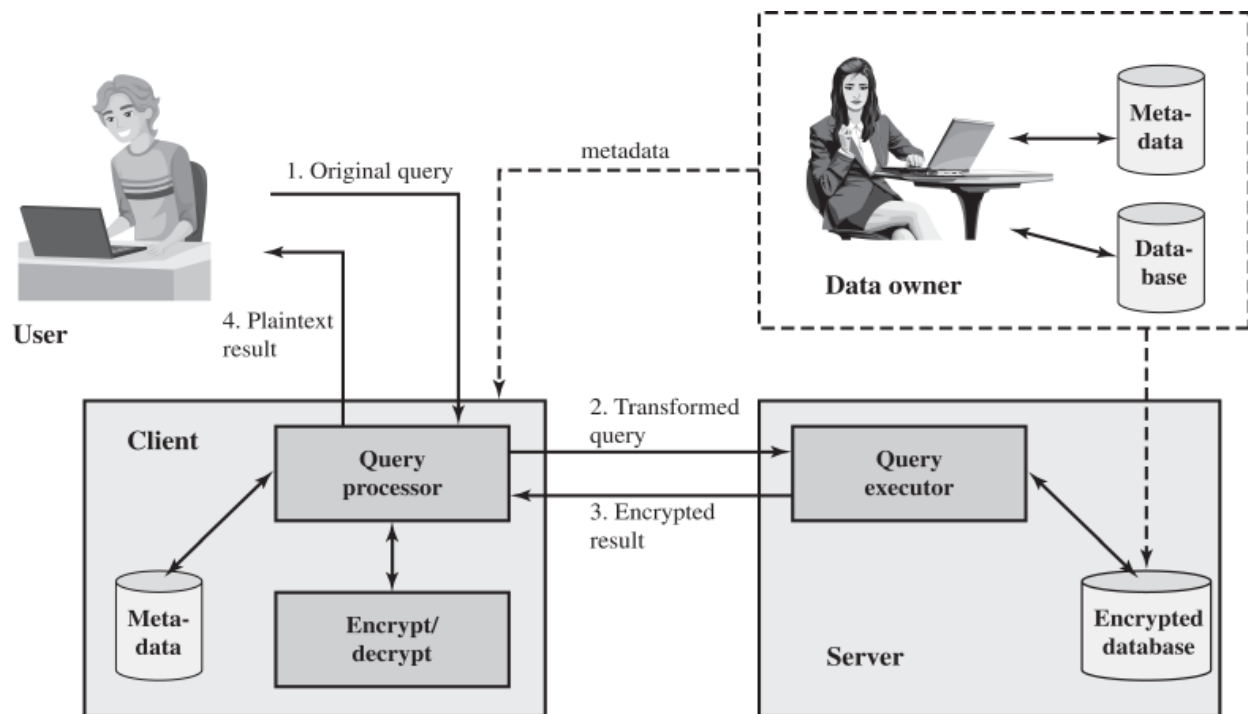 Meta-
data
metadata
1. Original query
Data-
base
Data owner
4. Plaintext
result
User
2. Transformed
query
Client
Query
processor
Query
executor
3. Encrypted
result
Meta-
data
Encrypt/
decrypt
Encrypted
database
Server